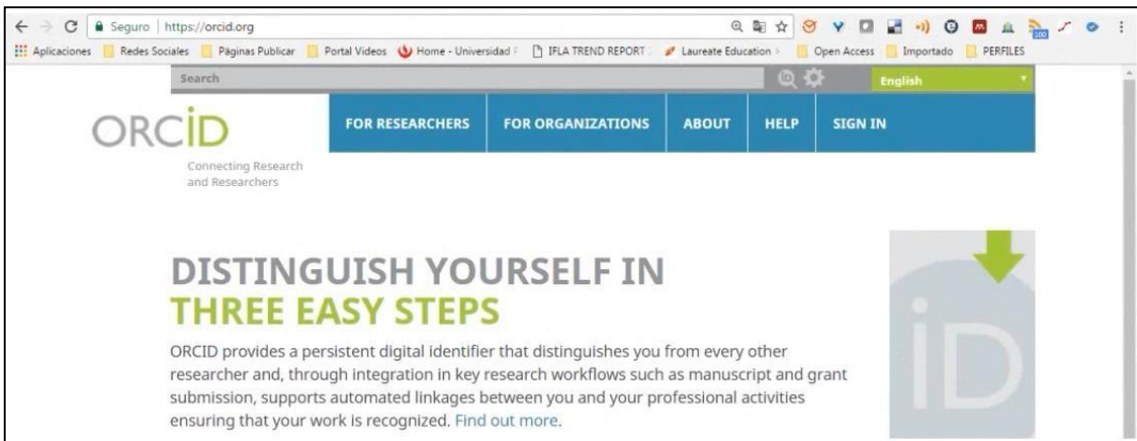 Seguro | https://orcid.org
Aplicaciones Redes Sociales Páginas Publicar Portal Videos Home - Universidad F IFLA TREND REPORT Laureate Education > Open Access Importado PERFILES
100
Search iD English
ORCiD
FOR RESEARCHERS FOR ORGANIZATIONS ABOUT HELP SIGN IN
Connecting Research
and Researchers
DISTINGUISH YOURSELF IN
THREE EASY STEPS
ORCID provides a persistent digital identifier that distinguishes you from every other
researcher and, through integration in key research workflows such as manuscript and grant
submission, supports automated linkages between you and your professional activities
ensuring that your work is recognized. Find out more.
iD